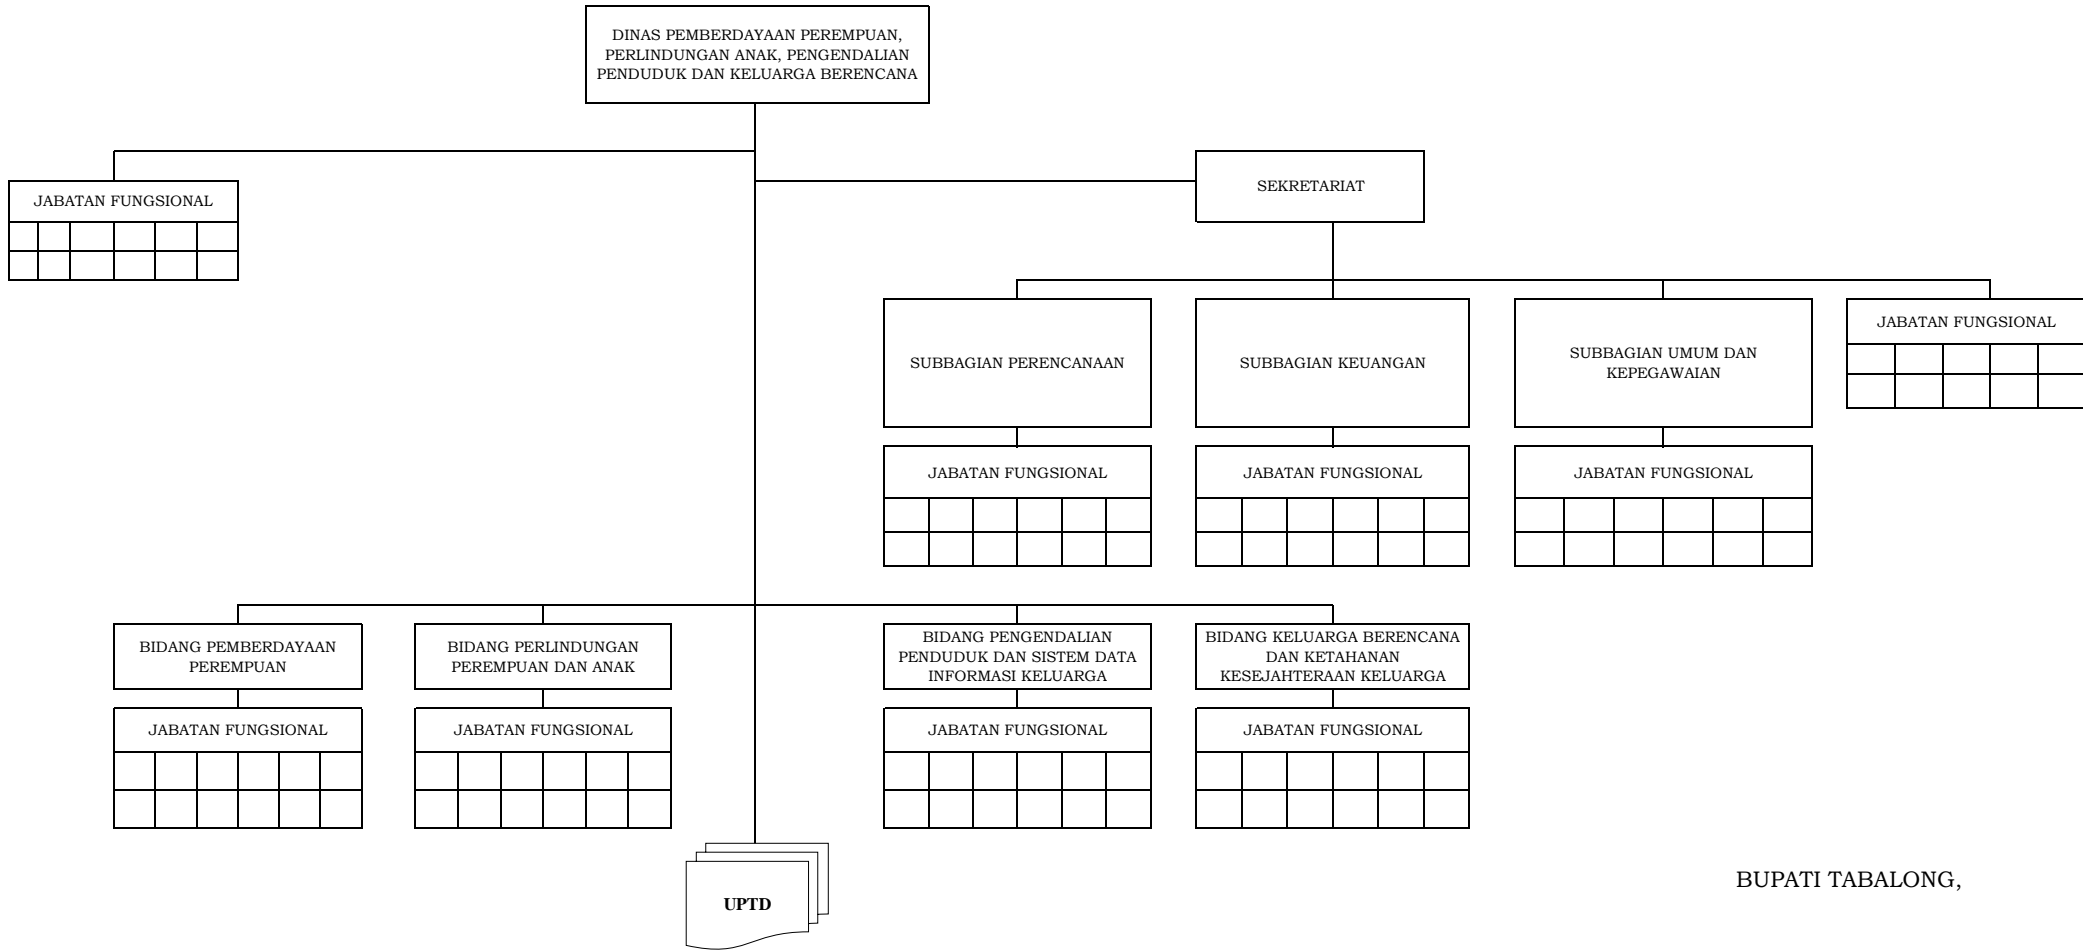 DINAS PEMBERDAYAAN PEREMPUAN,
PERLINDUNGAN ANAK, PENGENDALIAN
PENDUDUK DAN KELUARGA BERENCANA
JABATAN FUNGSIONAL
SEKRETARIAT
SUBBAGIAN PERENCANAAN
SUBBAGIAN KEUANGAN
SUBBAGIAN UMUM DAN
KEPEGAWAIAN
JABATAN FUNGSIONAL
JABATAN FUNGSIONAL
JABATAN FUNGSIONAL
JABATAN FUNGSIONAL
BIDANG PEMBERDAYAAN
PEREMPUAN
BIDANG PERLINDUNGAN
PEREMPUAN DAN ANAK
BIDANG PENGENDALIAN
PENDUDUK DAN SISTEM DATA
INFORMASI KELUARGA
BIDANG KELUARGA BERENCANA
DAN KETAHANAN
KESEJAHTERAAN KELUARGA
JABATAN FUNGSIONAL
JABATAN FUNGSIONAL
JABATAN FUNGSIONAL
JABATAN FUNGSIONAL
UPTD
BUPATI TABALONG,